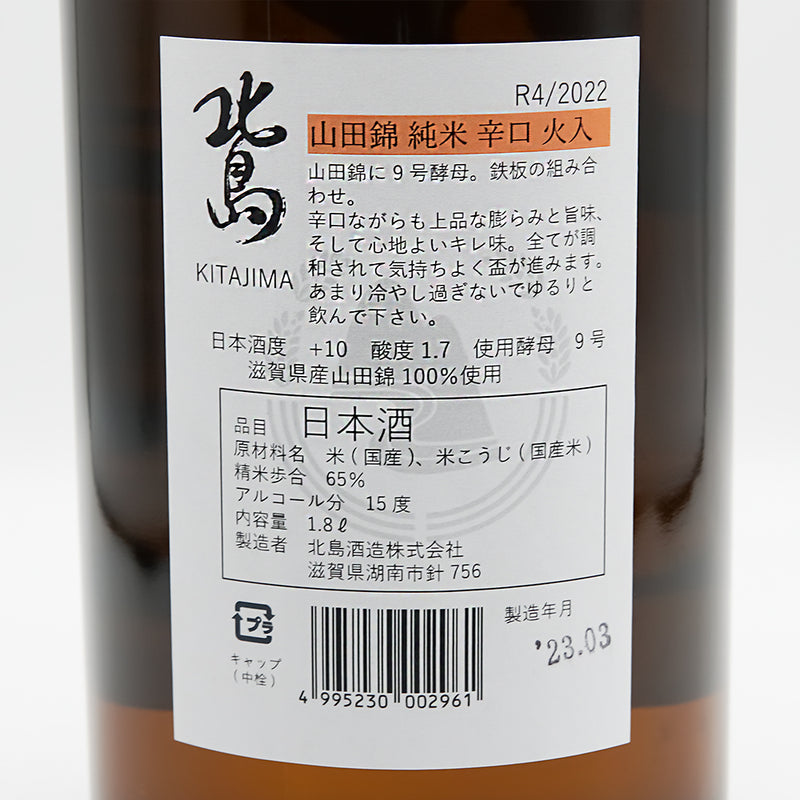 北島
KITAJIMA
R4/2022
山田錦 純米 辛口 火入
山田錦に9号酵母。鉄板の組み合
わせ。
辛口ながらも上品な膨らみと旨味、
そして心地よいキレ味。全てが調
和されて気持ちよく盃が進みます。
あまり冷やし過ぎないでゆるりと
飲んで下さい。
日本酒度 +10 酸度 1.7 使用酵母 9号
滋賀県産山田錦 100%使用
品目 日本酒
原材料名 米(国産)、米こうじ(国産米)
精米歩合 65%
アルコール分 15度
内容量 1.8ℓ
製造者 北島酒造株式会社
滋賀県湖南市針 756
プラ
キャップ
(中栓)
4 995230 002961
製造年月
'23.03